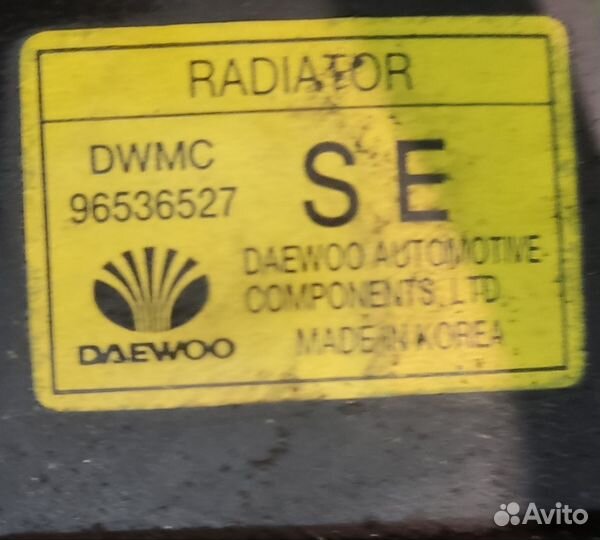 RADIATOR
DWMC
96536527
S E
DAEWOO AUTOMOTIVE
COMPONENTS, LTD
MADE IN KOREA
DAEWOO
Avito